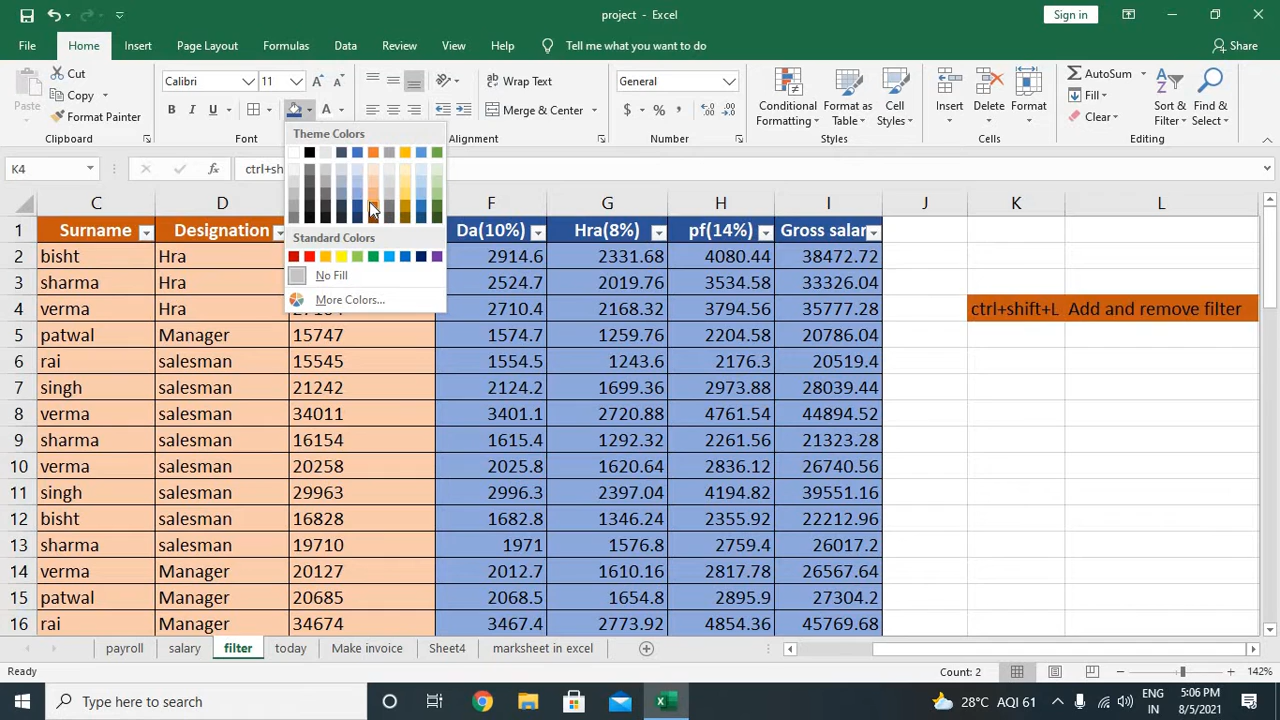 project - Excel
Sign in
File Home Insert Page Layout Formulas Data Review View Help Tell me what you want to do Share
Paste
Cut
Copy
Format Painter
Clipboard
Calibri 11
B I U
Font
Wrap Text
Merge & Center
Alignment
General
$ % ,
Number
Conditional Formatting
Format as Table
Cell Styles
Styles
Insert Delete Format
Cells
AutoSum
Fill
Clear
Sort & Filter
Find & Select
Editing
K4 fx ctrl+sh
Theme Colors
Standard Colors
No Fill
More Colors...
C D F G H I J K L
1 Surname Designation Da(10%) Hra(8%) pf(14%) Gross salar
2 bisht Hra 2914.6 2331.68 4080.44 38472.72
3 sharma Hra 2524.7 2019.76 3534.58 33326.04
4 verma Hra 2710.4 2168.32 3794.56 35777.28 ctrl+shift+L Add and remove filter
5 patwal Manager 15747 1574.7 1259.76 2204.58 20786.04
6 rai salesman 15545 1554.5 1243.6 2176.3 20519.4
7 singh salesman 21242 2124.2 1699.36 2973.88 28039.44
8 verma salesman 34011 3401.1 2720.88 4761.54 44894.52
9 sharma salesman 16154 1615.4 1292.32 2261.56 21323.28
10 verma salesman 20258 2025.8 1620.64 2836.12 26740.56
11 singh salesman 29963 2996.3 2397.04 4194.82 39551.16
12 bisht salesman 16828 1682.8 1346.24 2355.92 22212.96
13 sharma salesman 19710 1971 1576.8 2759.4 26017.2
14 verma Manager 20127 2012.7 1610.16 2817.78 26567.64
15 patwal Manager 20685 2068.5 1654.8 2895.9 27304.2
16 rai Manager 34674 3467.4 2773.92 4854.36 45769.68
payroll salary filter today Make invoice Sheet4 marksheet in excel
Ready Count: 2 142%
Type here to search 28°C AQI 61 ENG IN 5:06 PM 8/5/2021